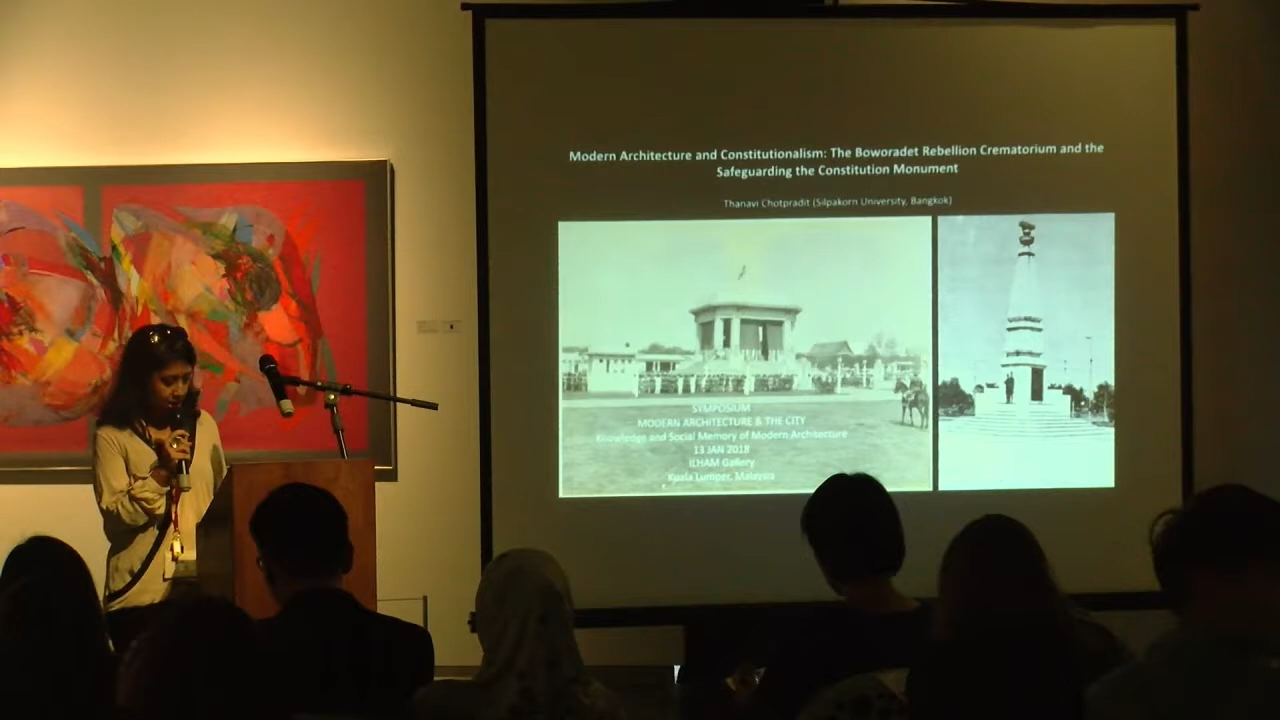 Modern Architecture and Constitutionalism: The Boworadet Rebellion Crematorium and the
Safeguarding the Constitution Monument
Thanavi Chotpradit (Silpakorn University, Bangkok)
SYMPOSIUM
MODERN ARCHITECTURE & THE CITY
Knowledge and Social Memory of Modern Architecture
13 JAN 2018
ILHAM Gallery
Kuala Lumper, Malaysia